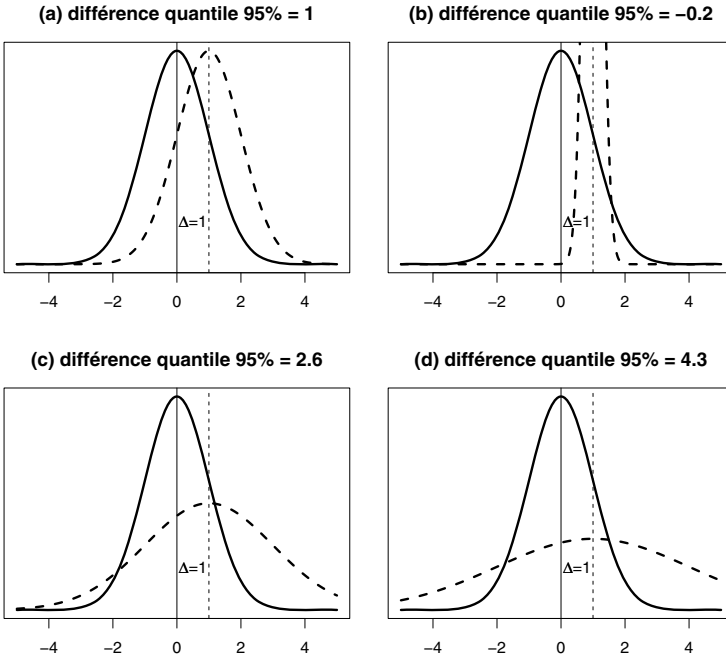 (a) différence quantile 95% = 1
Δ=1
−4 −2 0 2 4
(b) différence quantile 95% = −0.2
Δ=1
−4 −2 0 2 4
(c) différence quantile 95% = 2.6
Δ=1
−4 −2 0 2 4
(d) différence quantile 95% = 4.3
Δ=1
−4 −2 0 2 4